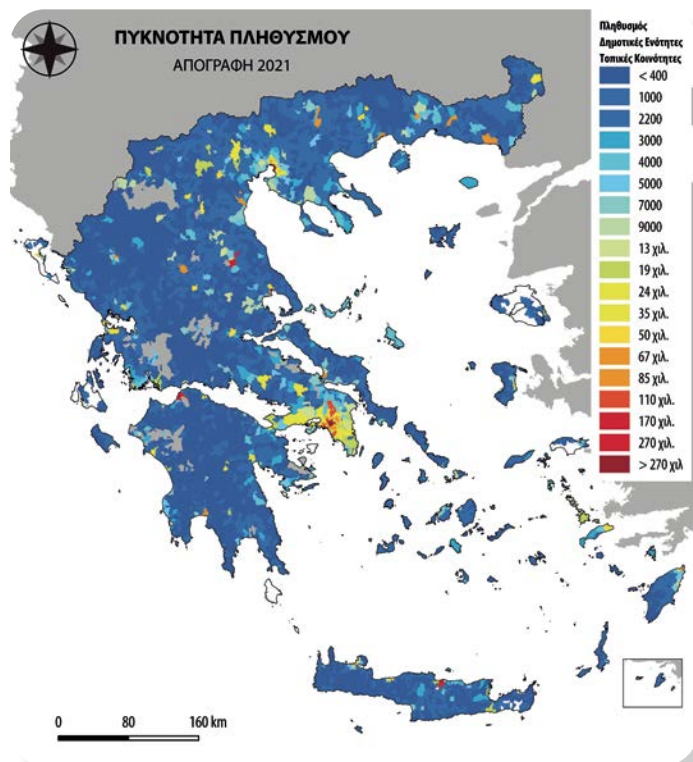 ΠΥΚΝΟΤΗΤΑ ΠΛΗΘΥΣΜΟΥ
ΑΠΟΓΡΑΦΗ 2021
Πληθυσμός
Δημοτικές Ενότητες
Τοπικές Κοινότητες
< 400
1000
2200
3000
4000
5000
7000
9000
13 χιλ.
19 χιλ.
24 χιλ.
35 χιλ.
50 χιλ.
67 χιλ.
85 χιλ.
110 χιλ.
170 χιλ.
270 χιλ.
> 270 χιλ
0 80 160 km